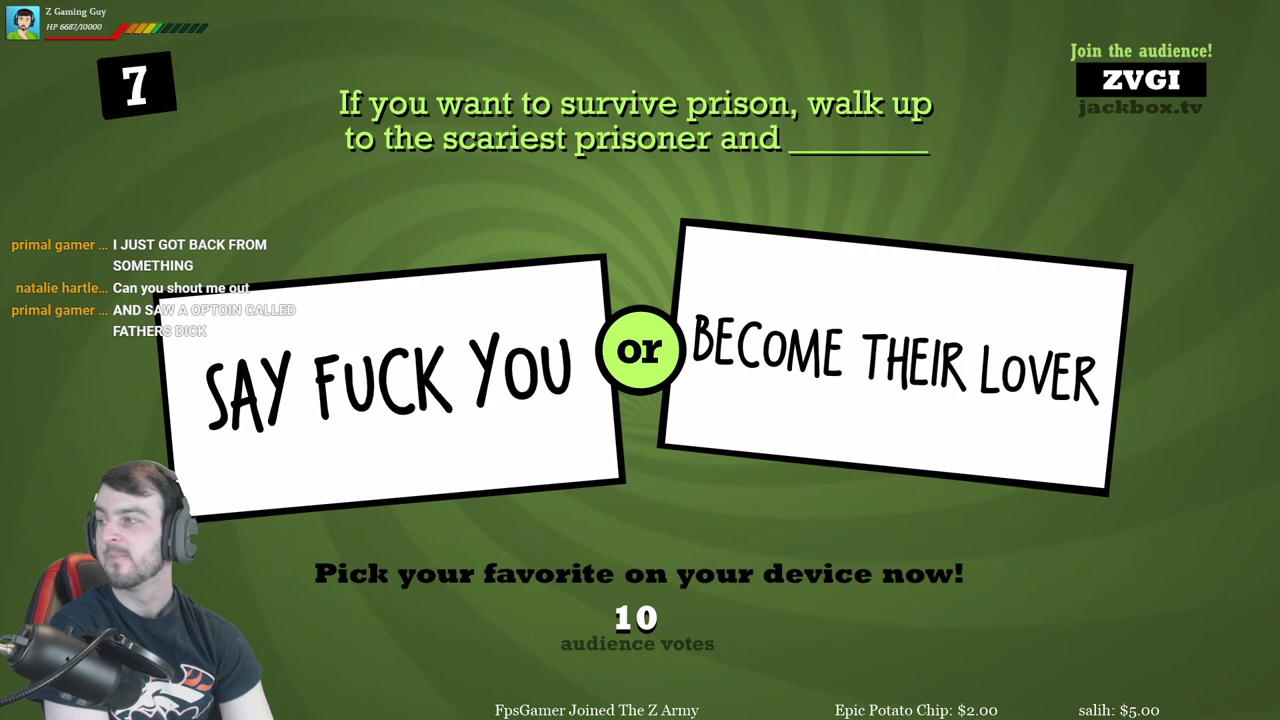 Z Gaming Guy
HP 6687/10000
7
Join the audience!
ZVGI
jackbox.tv
If you want to survive prison, walk up
to the scariest prisoner and ________
primal gamer ... I JUST GOT BACK FROM
SOMETHING
natalie hartle... Can you shout me out
primal gamer ... AND SAW A OPTOIN CALLED
FATHERS DICK
SAY FUCK YOU
or
BECOME THEIR LOVER
Pick your favorite on your device now!
10
audience votes
FpsGamer Joined The Z Army
Epic Potato Chip: $2.00
salih: $5.00